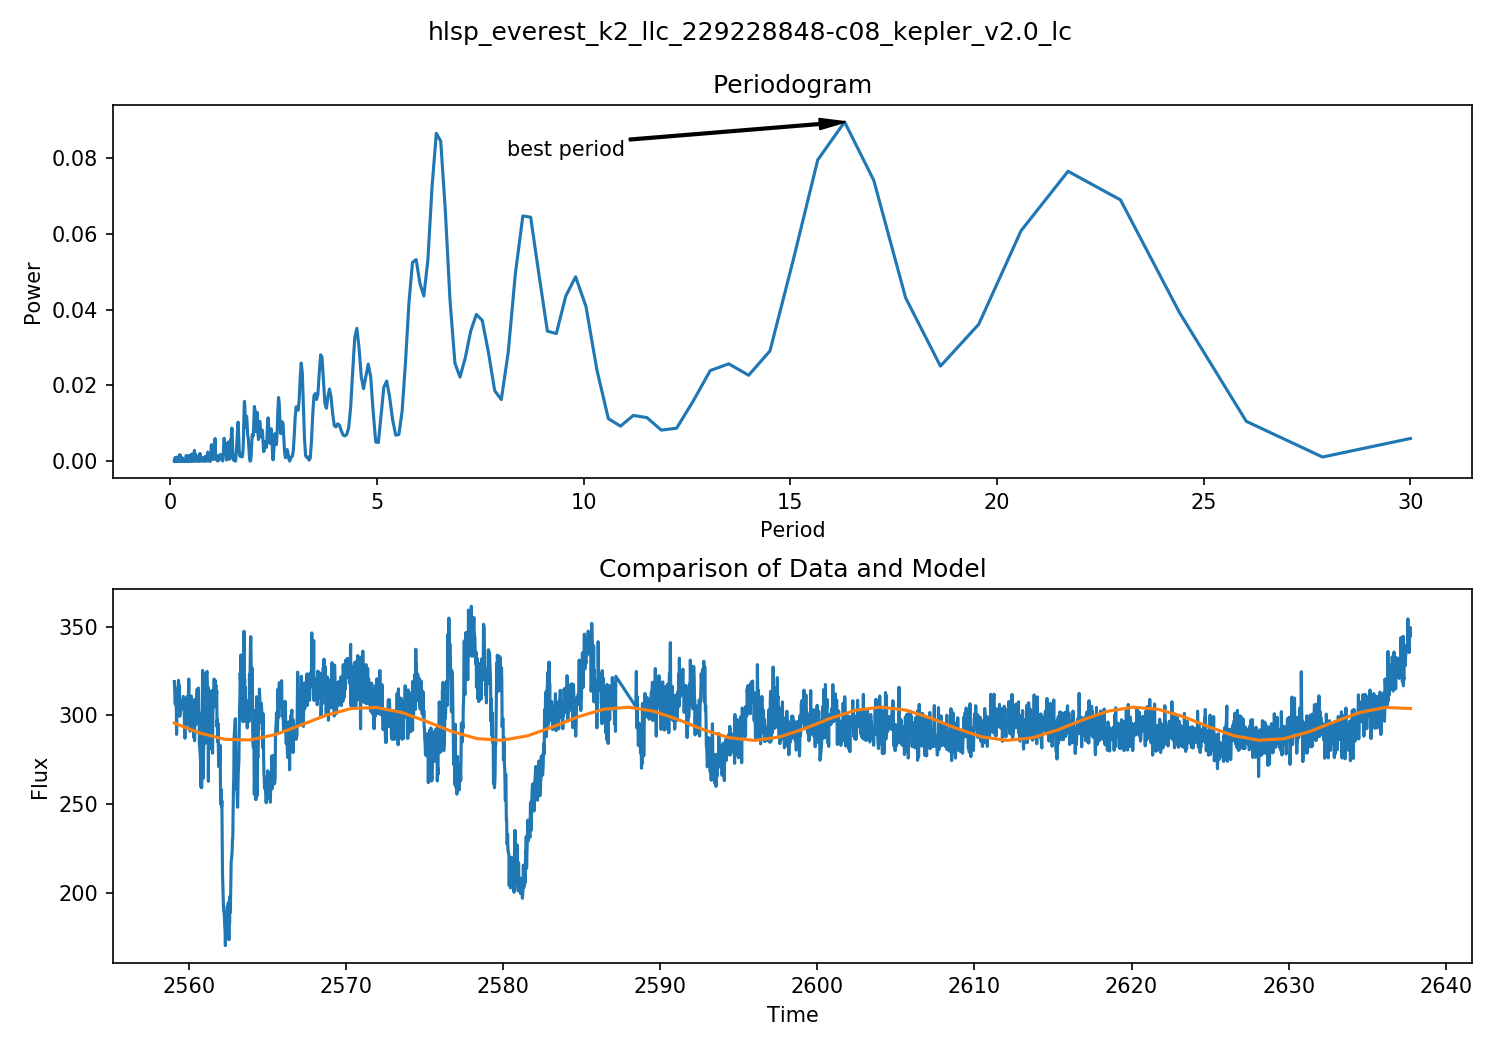 hlsp_everest_k2_llc_229228848-c08_kepler_v2.0_lc
Periodogram
best period
Power
0.08
0.06
0.04
0.02
0.00
0 5 10 15 20 25 30
Period
Comparison of Data and Model
Flux
350
300
250
200
2560 2570 2580 2590 2600 2610 2620 2630 2640
Time